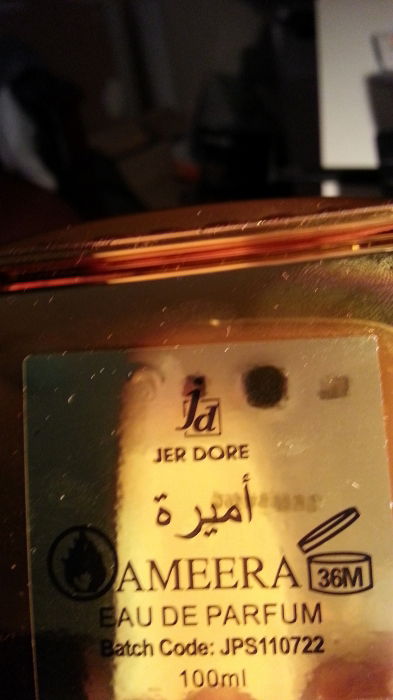 jd
JER DORE
أميرة
AMEERA
36M
EAU DE PARFUM
Batch Code: JPS110722
100ml